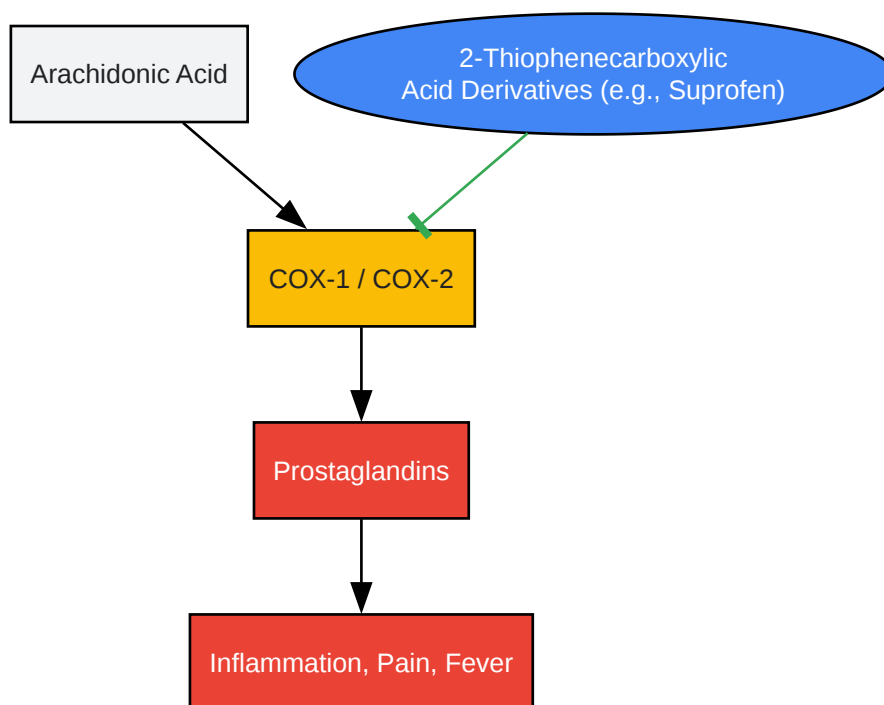 Arachidonic Acid
2-Thiophenecarboxylic
Acid Derivatives (e.g., Suprofen)
COX-1 / COX-2
Prostaglandins
Inflammation, Pain, Fever